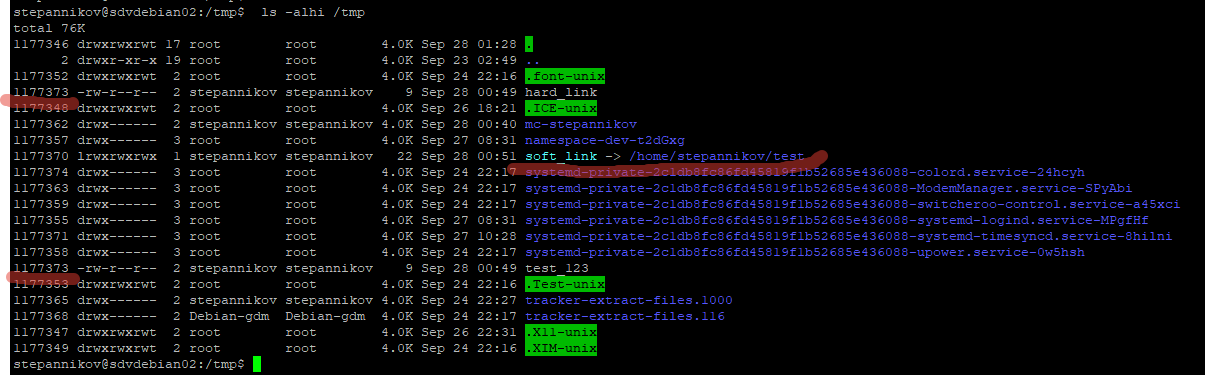 stepannikov@sdvdebian02:/tmp$ ls -alhi /tmp
total 76K
1177346 drwxrwxrwt 17 root root 4.0K Sep 28 01:28 .
2 drwxr-xr-x 19 root root 4.0K Sep 23 02:49 ..
1177352 drwxrwxrwt 2 root root 4.0K Sep 24 22:16 .font-unix
1177373 -rw-r--r-- 2 stepannikov stepannikov 9 Sep 28 00:49 hard_link
1177348 drwxrwxrwt 2 root root 4.0K Sep 26 18:21 .ICE-unix
1177362 drwx------ 2 stepannikov stepannikov 4.0K Sep 28 00:40 mc-stepannikov
1177357 drwx------ 3 root root 4.0K Sep 27 08:31 namespace-dev-t2dGxg
1177370 lrwxrwxrwx 1 stepannikov stepannikov 22 Sep 28 00:51 soft_link -> /home/stepannikov/test
1177374 drwx------ 3 root root 4.0K Sep 24 22:17 systemd-private-2c1db8fc86fd45819f1b52685e436088-colord.service-24hcyh
1177363 drwx------ 3 root root 4.0K Sep 24 22:17 systemd-private-2c1db8fc86fd45819f1b52685e436088-ModemManager.service-SPyAbi
1177359 drwx------ 3 root root 4.0K Sep 24 22:17 systemd-private-2c1db8fc86fd45819f1b52685e436088-switcheroo-control.service-a45xci
1177355 drwx------ 3 root root 4.0K Sep 27 08:31 systemd-private-2c1db8fc86fd45819f1b52685e436088-systemd-logind.service-MPgfHf
1177371 drwx------ 3 root root 4.0K Sep 27 10:28 systemd-private-2c1db8fc86fd45819f1b52685e436088-systemd-timesyncd.service-8hilni
1177358 drwx------ 3 root root 4.0K Sep 24 22:17 systemd-private-2c1db8fc86fd45819f1b52685e436088-upower.service-0w5hsh
1177373 -rw-r--r-- 2 stepannikov stepannikov 9 Sep 28 00:49 test_123
1177353 drwxrwxrwt 2 root root 4.0K Sep 24 22:16 .Test-unix
1177365 drwx------ 2 stepannikov stepannikov 4.0K Sep 24 22:27 tracker-extract-files.1000
1177368 drwx------ 2 Debian-gdm Debian-gdm 4.0K Sep 24 22:17 tracker-extract-files.116
1177347 drwxrwxrwt 2 root root 4.0K Sep 26 22:31 .X11-unix
1177349 drwxrwxrwt 2 root root 4.0K Sep 24 22:16 .XIM-unix
stepannikov@sdvdebian02:/tmp$